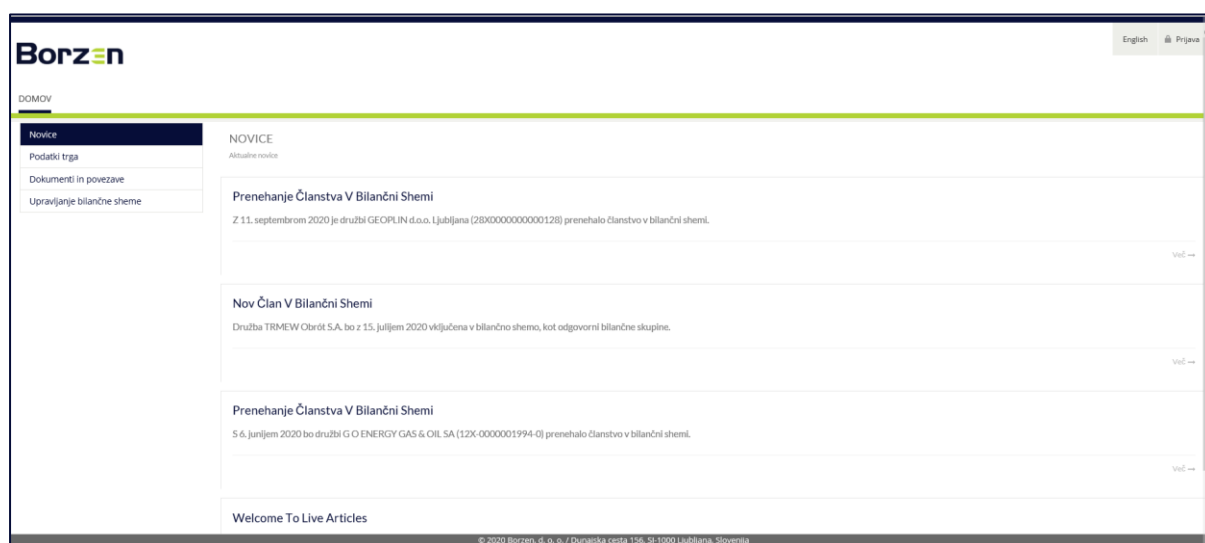 Borzen
English
Prijava
DOMOV
Novice
Podatki trga
Dokumenti in povezave
Upravljanje bilančne sheme
NOVICE
Aktualne novice
Prenehanje Članstva V Bilančni Shemi
Z 11. septembrom 2020 je družbi GEOPLIN d.o.o. Ljubljana (28X0000000000128) prenehalo članstvo v bilančni shemi.
Več →
Nov Član V Bilančni Shemi
Družba TRMEW Obrót S.A. bo z 15. julijem 2020 vključena v bilančno shemo, kot odgovorni bilančne skupine.
Več →
Prenehanje Članstva V Bilančni Shemi
S 6. junijem 2020 bo družbi G O ENERGY GAS & OIL SA (12X-0000001994-0) prenehalo članstvo v bilančni shemi.
Več →
Welcome To Live Articles
© 2020 Borzen, d. o. o. / Dunajska cesta 156, SI-1000 Ljubljana, Slovenija